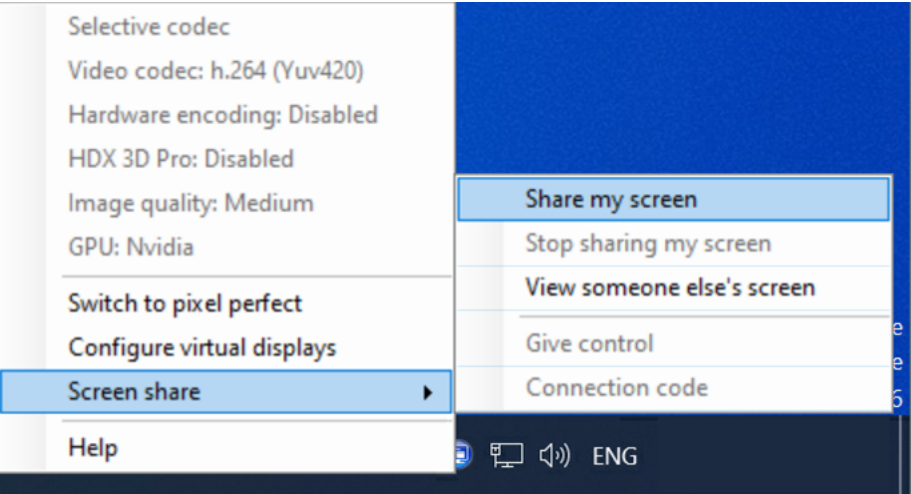 Selective codec
Video codec: h.264 (Yuv420)
Hardware encoding: Disabled
HDX 3D Pro: Disabled
Image quality: Medium
GPU: Nvidia
Switch to pixel perfect
Configure virtual displays
Screen share
Help
Share my screen
Stop sharing my screen
View someone else's screen
Give control
Connection code
e
e
6
ENG